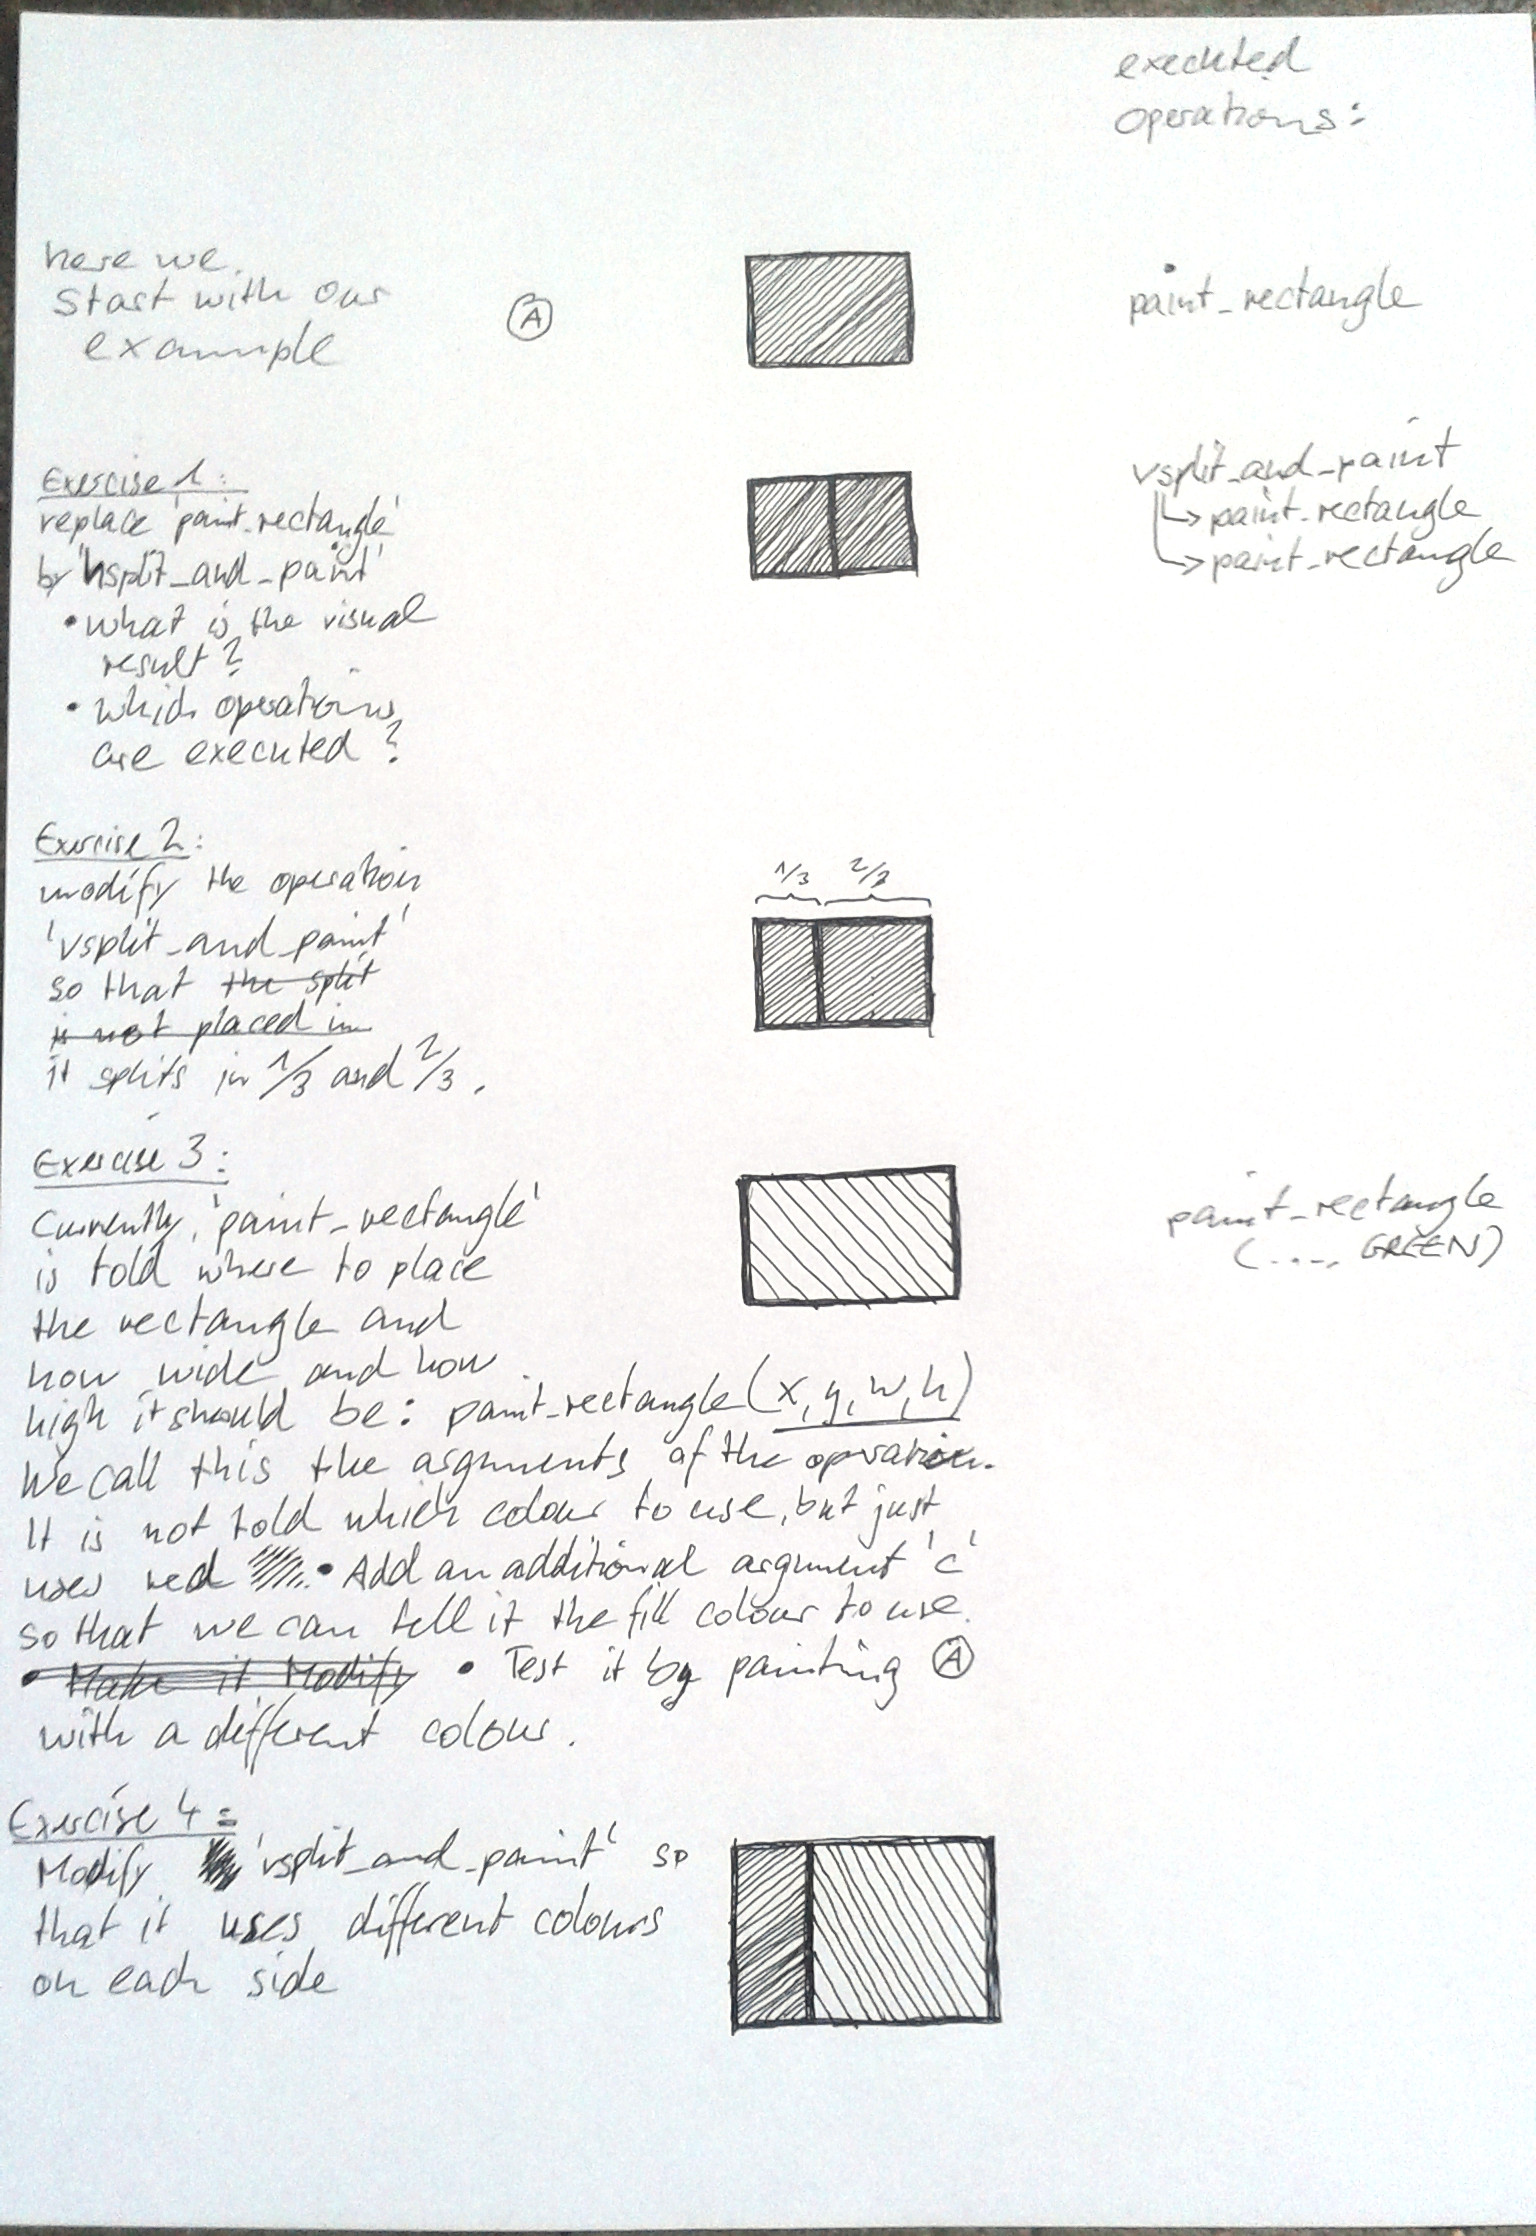 executed
operations:
here we
start with our
example
A
paint_rectangle
Exercise 1:
replace 'paint_rectangle'
by 'hsplit_and_paint'
• what is the visual
result?
• which operations
are executed?
vsplit_and_paint
↳ paint_rectangle
↳ paint_rectangle
Exercise 2:
modify the operation
'vsplit_and_paint'
so that the split
is not placed in
it splits in 1/3 and 2/3.
1/3 2/3
Exercise 3:
Currently, 'paint_rectangle'
is told where to place
the rectangle and
how wide and how
high it should be: paint_rectangle(x, y, w, h)
We call this the arguments of the operation.
It is not told which colour to use, but just
uses red • Add an additional argument 'c'
so that we can tell it the fill colour to use.
• Make it Modify • Test it by painting A
with a different colour.
paint_rectangle
(...., GREEN)
Exercise 4:
Modify 'vsplit_and_paint' so
that it uses different colours
on each side